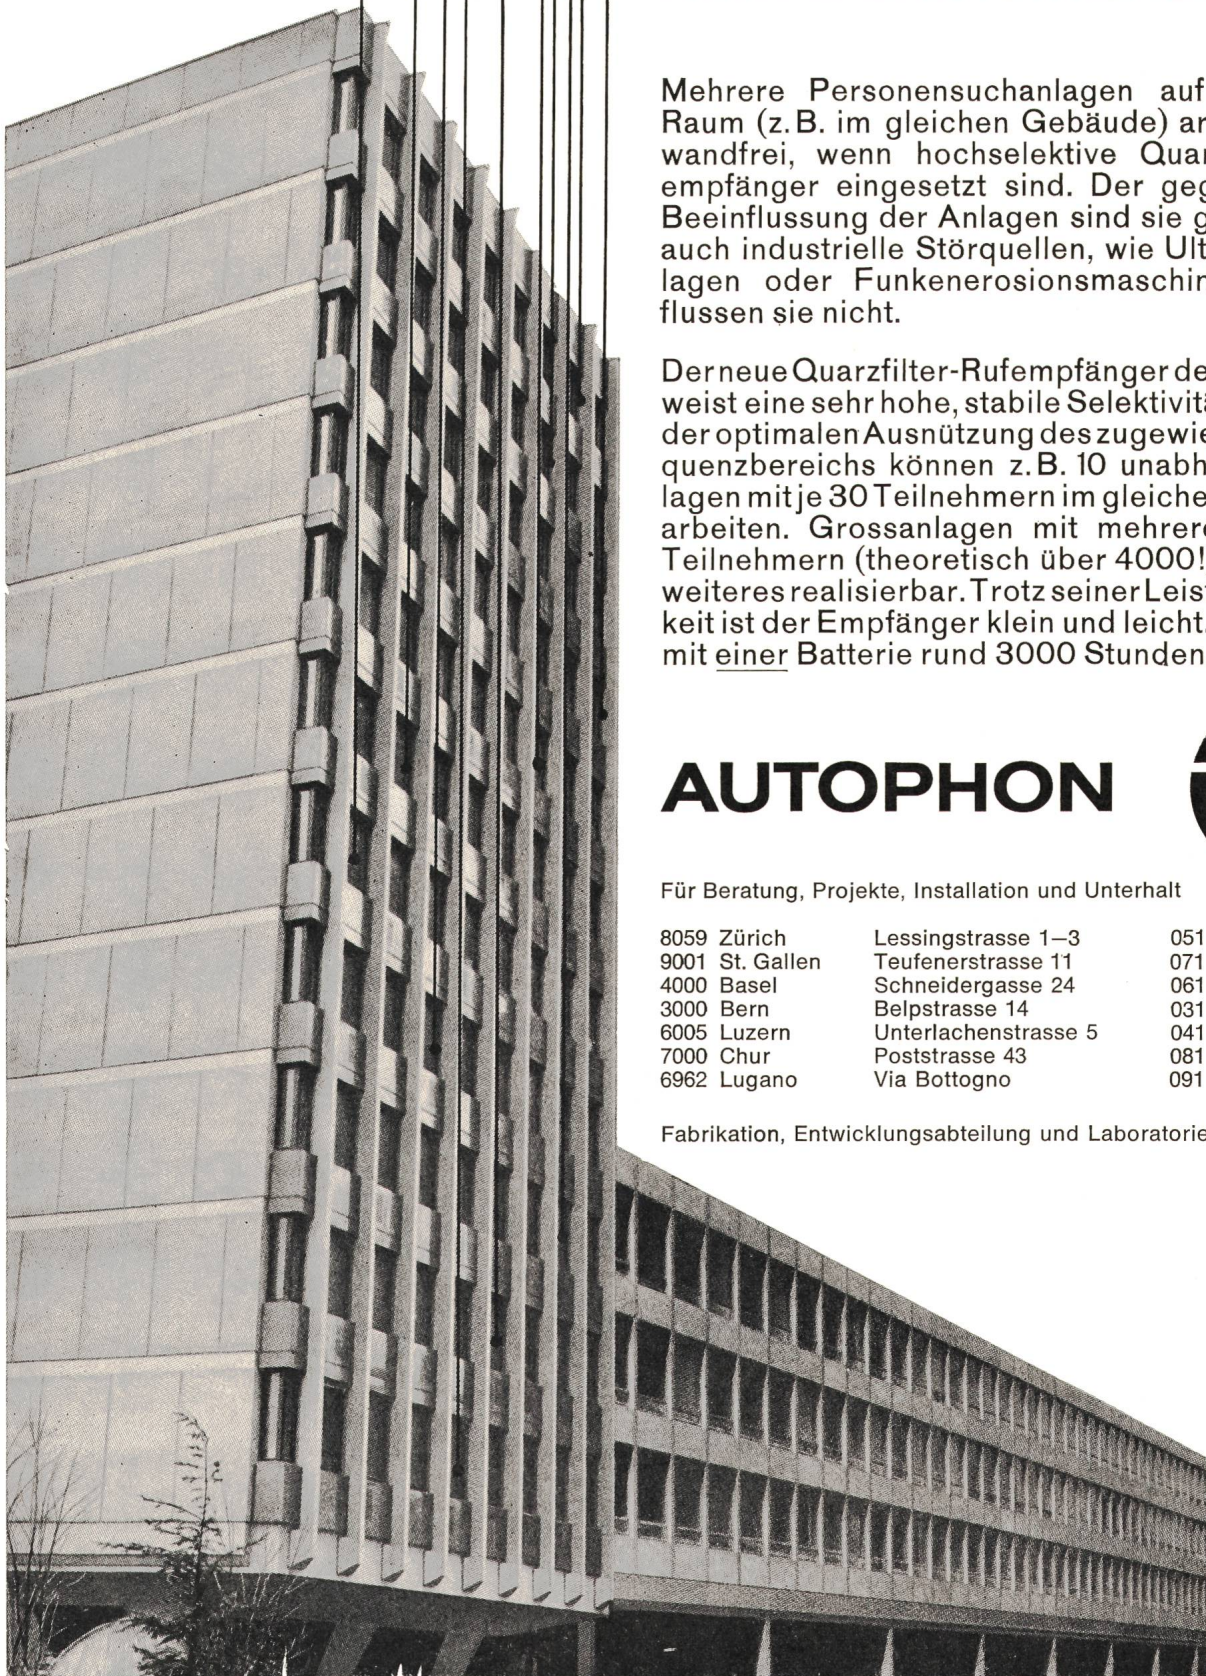 Mehrere Personensuchanlagen auf
Raum (z.B. im gleichen Gebäude) ar
wandfrei, wenn hochselektive Quar
empfänger eingesetzt sind. Der geg
Beeinflussung der Anlagen sind sie g
auch industrielle Störquellen, wie Ult
lagen oder Funkenerosionsmaschin
flussen sie nicht.
Der neue Quarzfilter-Rufempfänger de
weist eine sehr hohe, stabile Selektivitä
der optimalen Ausnützung des zugewie
quenzbereichs können z.B. 10 unabh
lagen mit je 30 Teilnehmern im gleiche
arbeiten. Grossanlagen mit mehrere
Teilnehmern (theoretisch über 4000!
weiteres realisierbar. Trotz seiner Leist
keit ist der Empfänger klein und leicht.
mit einer Batterie rund 3000 Stunden
AUTOPHON
Für Beratung, Projekte, Installation und Unterhalt
8059 Zürich Lessingstrasse 1–3 051
9001 St. Gallen Teufenerstrasse 11 071
4000 Basel Schneidergasse 24 061
3000 Bern Belpstrasse 14 031
6005 Luzern Unterlachenstrasse 5 041
7000 Chur Poststrasse 43 081
6962 Lugano Via Bottogno 091
Fabrikation, Entwicklungsabteilung und Laboratorie